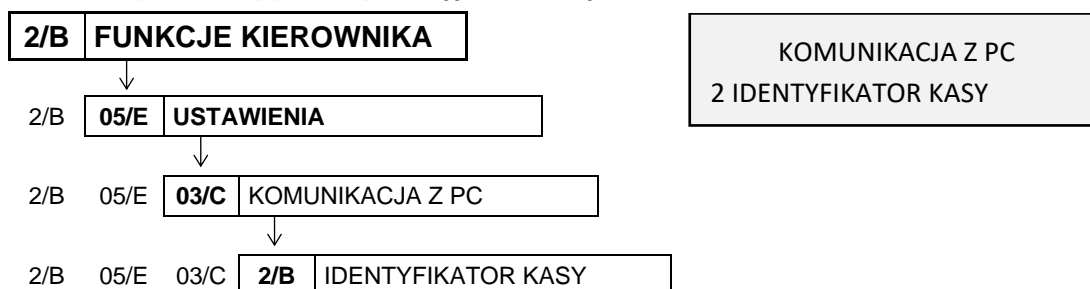 2/B FUNKCJE KIEROWNIKA
2/B 05/E USTAWIENIA
2/B 05/E 03/C KOMUNIKACJA Z PC
2/B 05/E 03/C 2/B IDENTYFIKATOR KASY
KOMUNIKACJA Z PC
2 IDENTYFIKATOR KASY